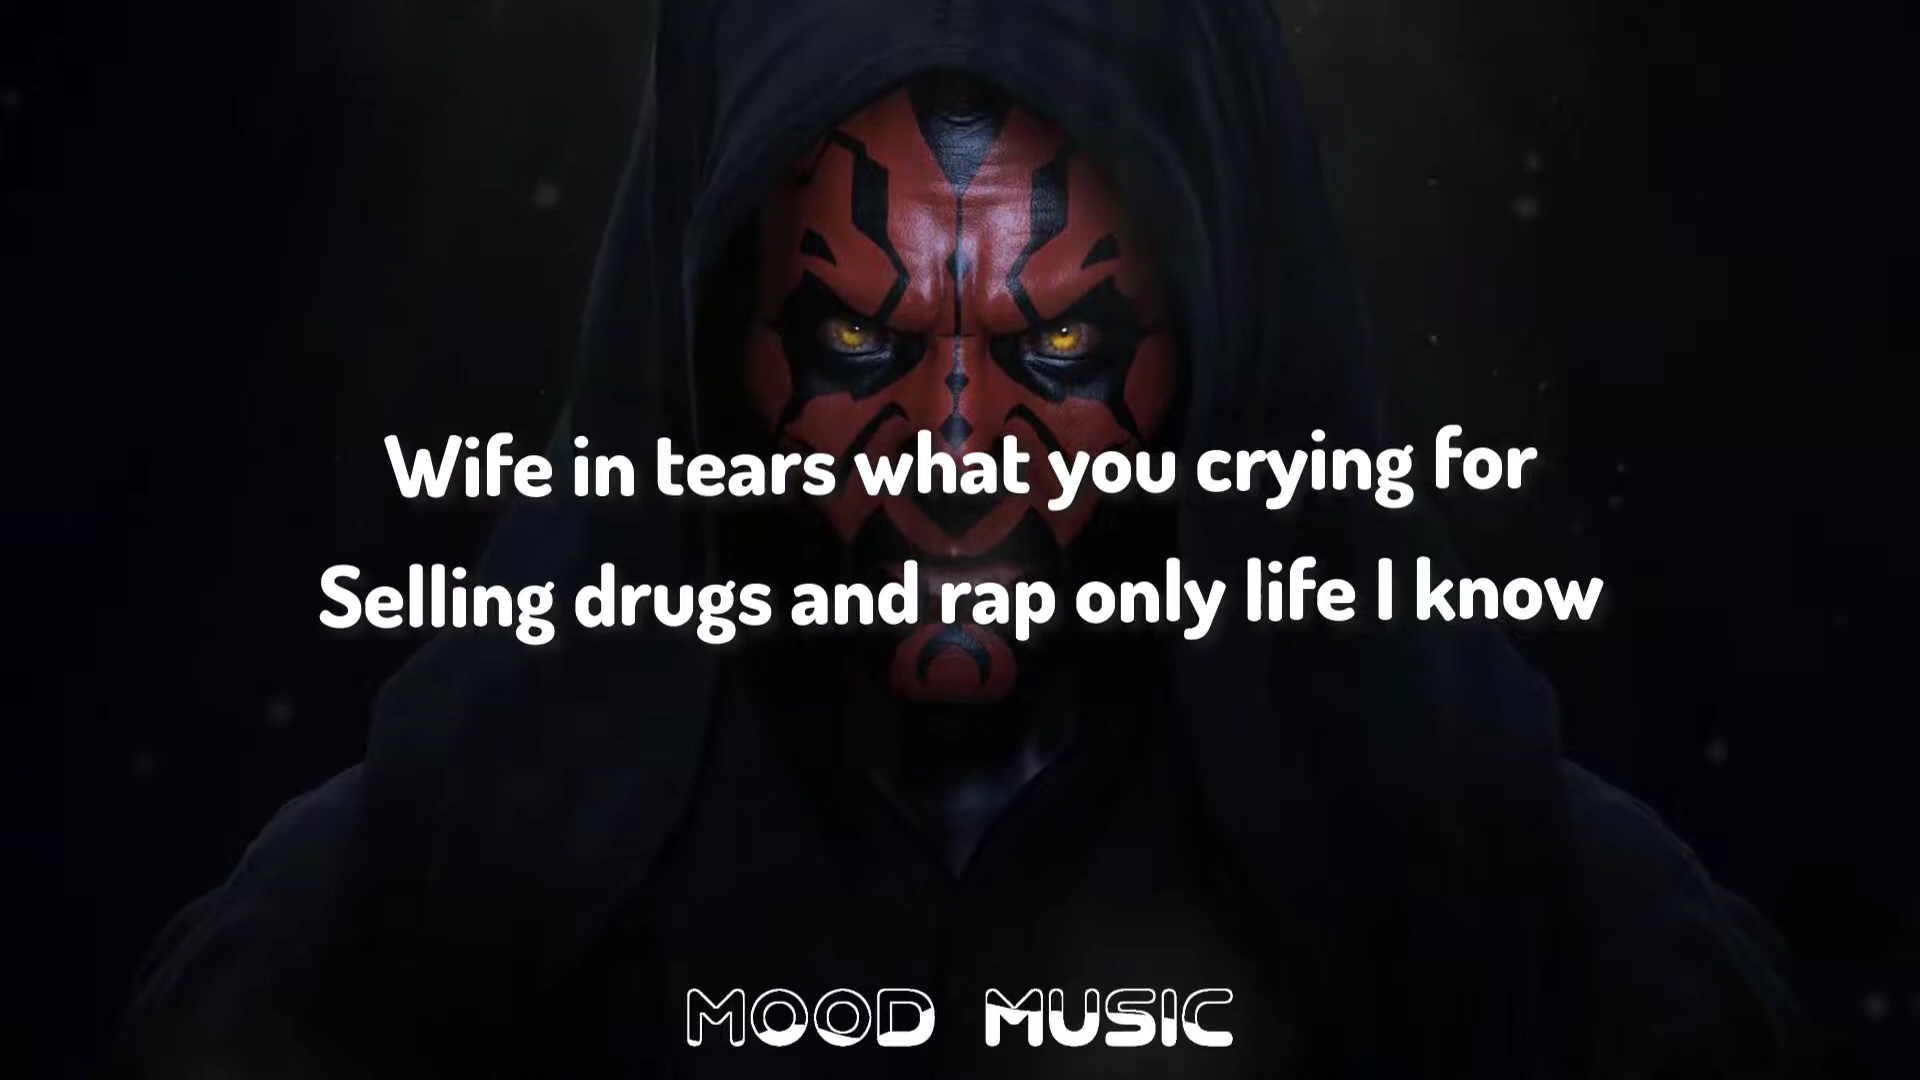 Wife in tears what you crying for
Selling drugs and rap only life I know
MOOD MUSIC